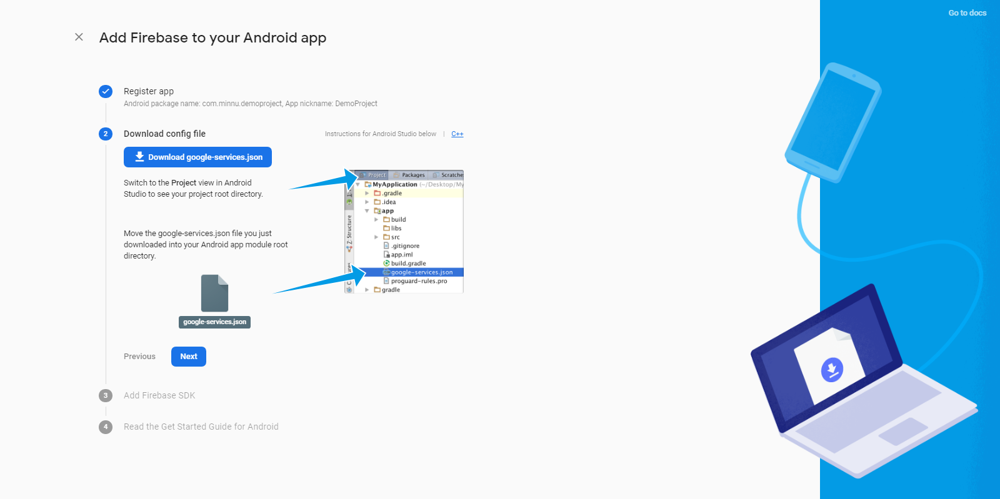 Go to docs
Add Firebase to your Android app
Register app
Android package name: com.minnu.demoproject, App nickname: DemoProject
2
Download config file
Instructions for Android Studio below | C++
Download google-services.json
Switch to the Project view in Android
Studio to see your project root directory.
Move the google-services.json file you just
downloaded into your Android app module root
directory.
google-services.json
Project Packages Scratche
MyApplication (~/Desktop/My
.gradle
.idea
app
build
libs
src
.gitignore
app.iml
build.gradle
google-services.json
proguard-rules.pro
gradle
Z: Structure
Previous
Next
3
Add Firebase SDK
4
Read the Get Started Guide for Android